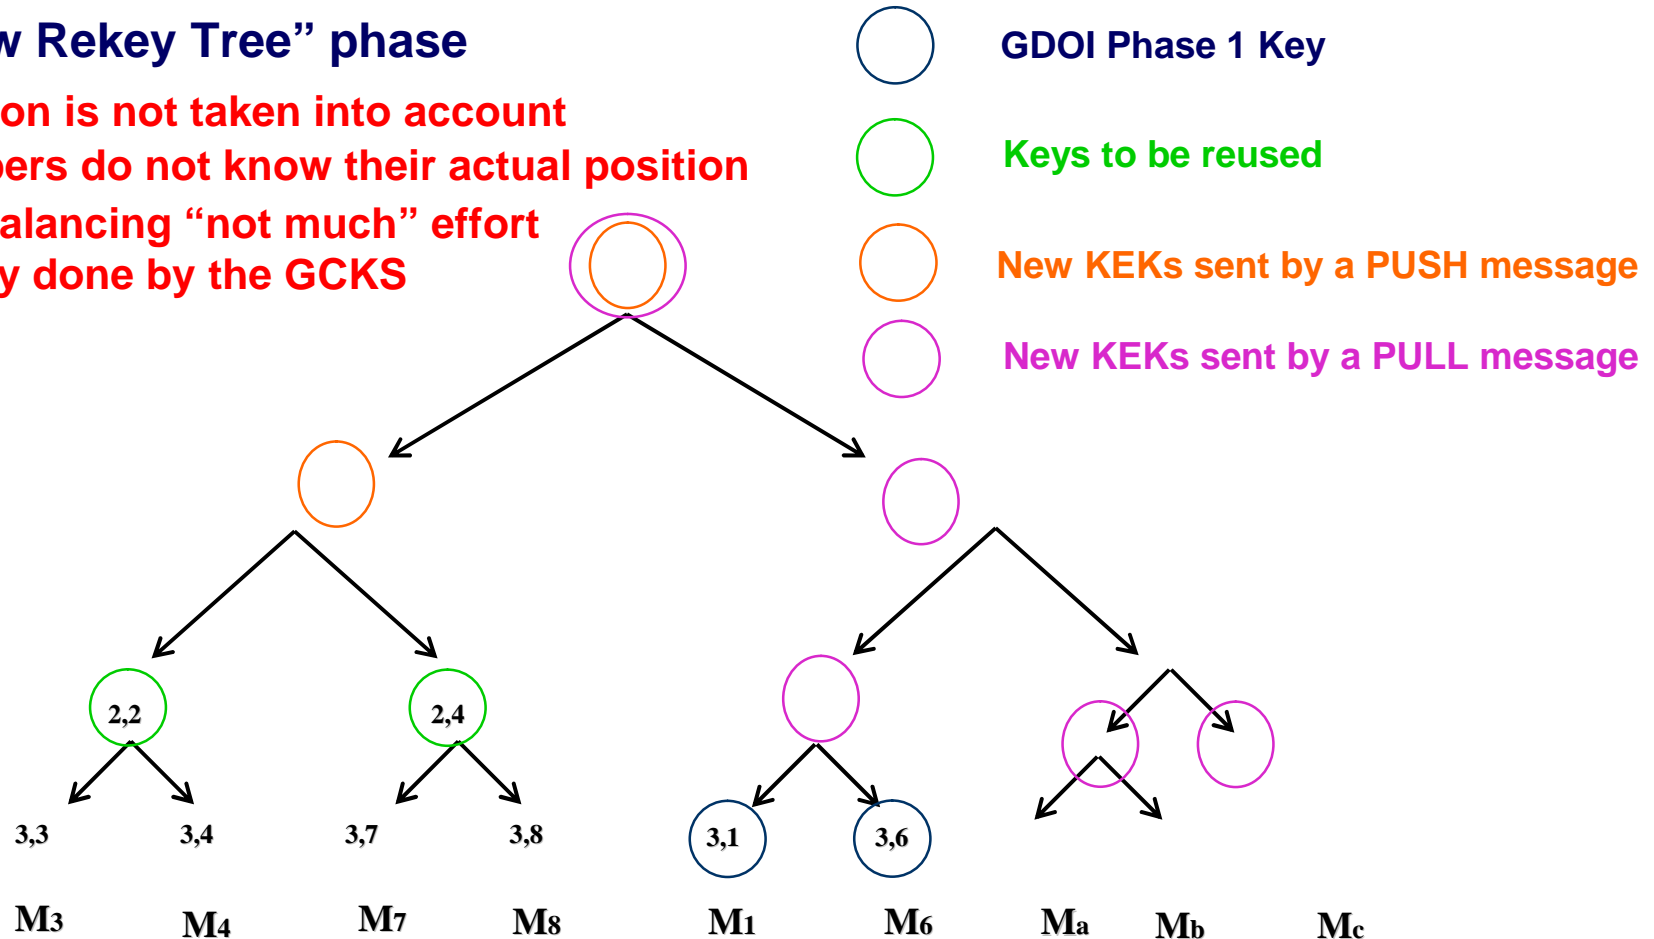 w Rekey Tree” phase
on is not taken into account
bers do not know their actual position
alancing “not much” effort
y done by the GCKS
GDOI Phase 1 Key
Keys to be reused
New KEKs sent by a PUSH message
New KEKs sent by a PULL message
2,2
2,4
3,3
3,4
3,7
3,8
3,1
3,6
M3
M4
M7
M8
M1
M6
Ma
Mb
Mc